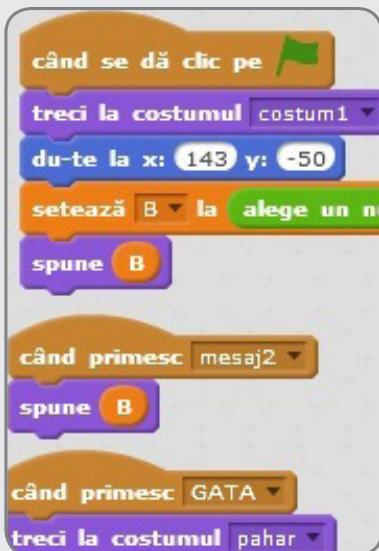 când se dă clic pe
treci la costumul costum1
du-te la x: 143 y: -50
setează B la alege un
spune B
când primesc mesaj2
spune B
când primesc GATA
treci la costumul pahar